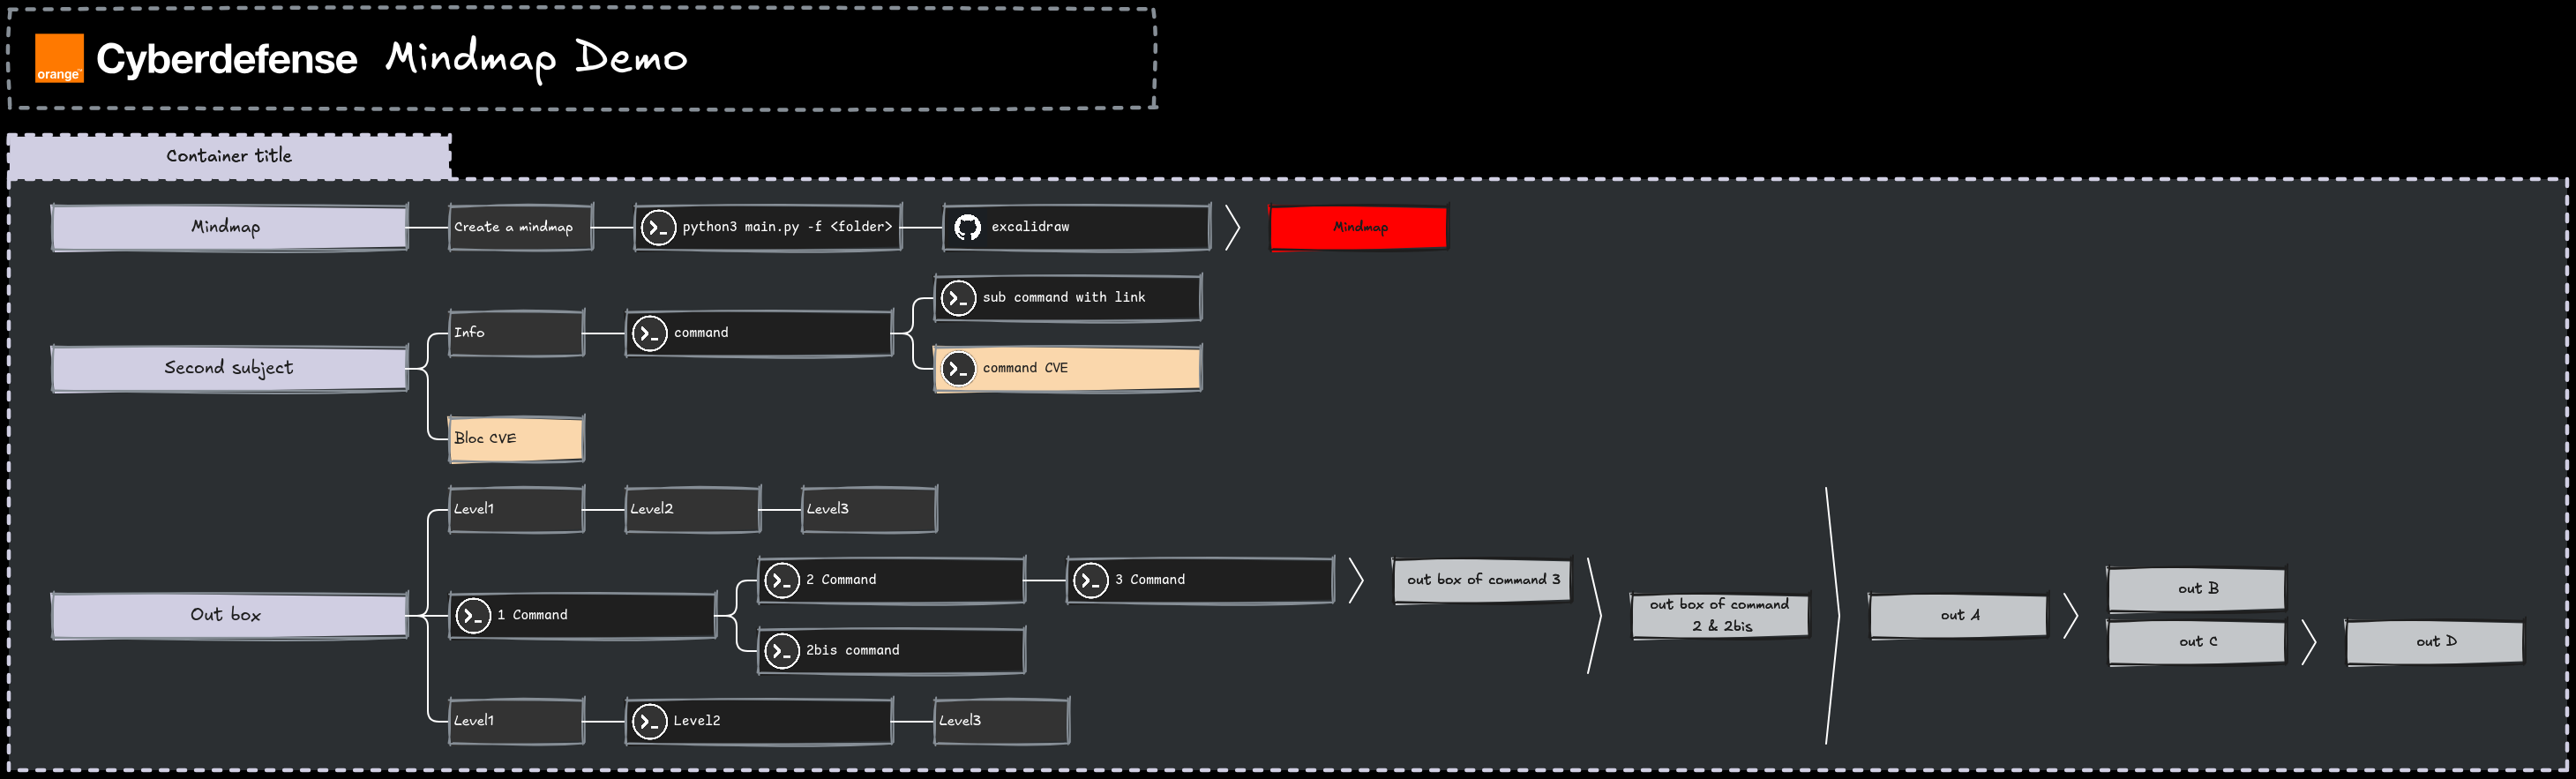 orange™
Cyberdefense
Mindmap Demo
Container title
Mindmap
Create a mindmap
python3 main.py -f <folder>
excalidraw
Mindmap
Second subject
Info
command
sub command with link
command CVE
Bloc CVE
Out box
Level1
Level2
Level3
1 Command
2 Command
3 Command
out box of command 3
2bis command
out box of command
2 & 2bis
out A
out B
out C
out D
Level1
Level2
Level3